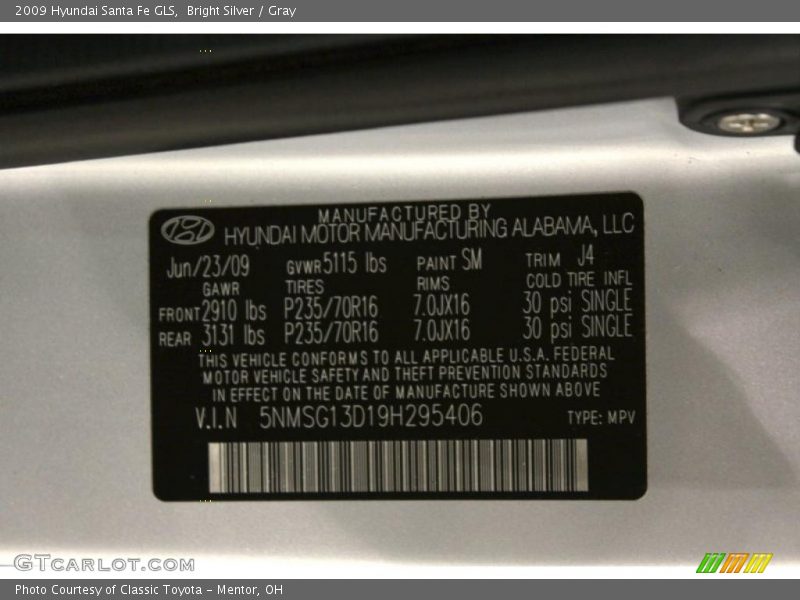 2009 Hyundai Santa Fe GLS, Bright Silver / Gray
MANUFACTURED BY
HYUNDAI MOTOR MANUFACTURING ALABAMA, LLC
Jun/23/09 GVWR 5115 lbs PAINT SM TRIM J4
GAWR TIRES RIMS COLD TIRE INFL
FRONT 2910 lbs P235/70R16 7.0JX16 30 psi SINGLE
REAR 3131 lbs P235/70R16 7.0JX16 30 psi SINGLE
THIS VEHICLE CONFORMS TO ALL APPLICABLE U.S.A. FEDERAL
MOTOR VEHICLE SAFETY AND THEFT PREVENTION STANDARDS
IN EFFECT ON THE DATE OF MANUFACTURE SHOWN ABOVE
V.I.N 5NMSG13D19H295406 TYPE: MPV
GTCARLOT.COM
Photo Courtesy of Classic Toyota - Mentor, OH